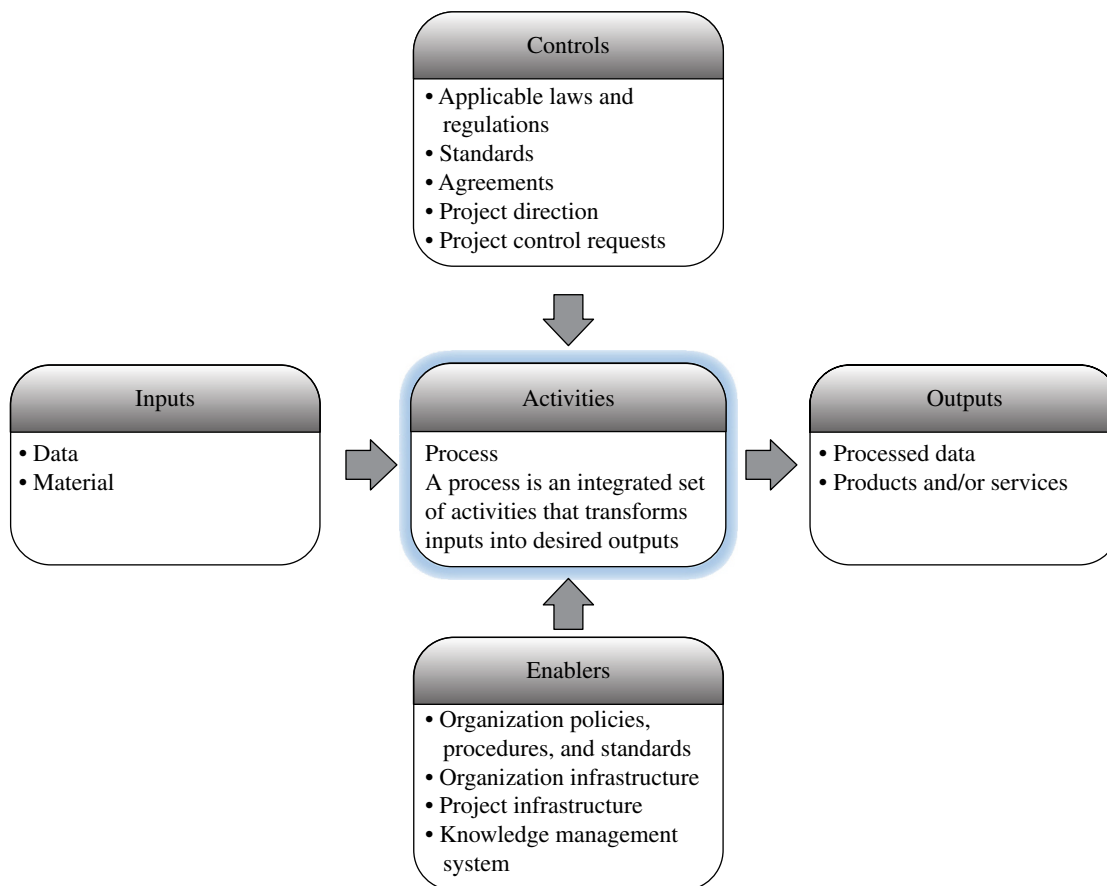 Controls
• Applicable laws and
regulations
• Standards
• Agreements
• Project direction
• Project control requests
Inputs
• Data
• Material
Activities
Process
A process is an integrated set
of activities that transforms
inputs into desired outputs
Outputs
• Processed data
• Products and/or services
Enablers
• Organization policies,
procedures, and standards
• Organization infrastructure
• Project infrastructure
• Knowledge management
system